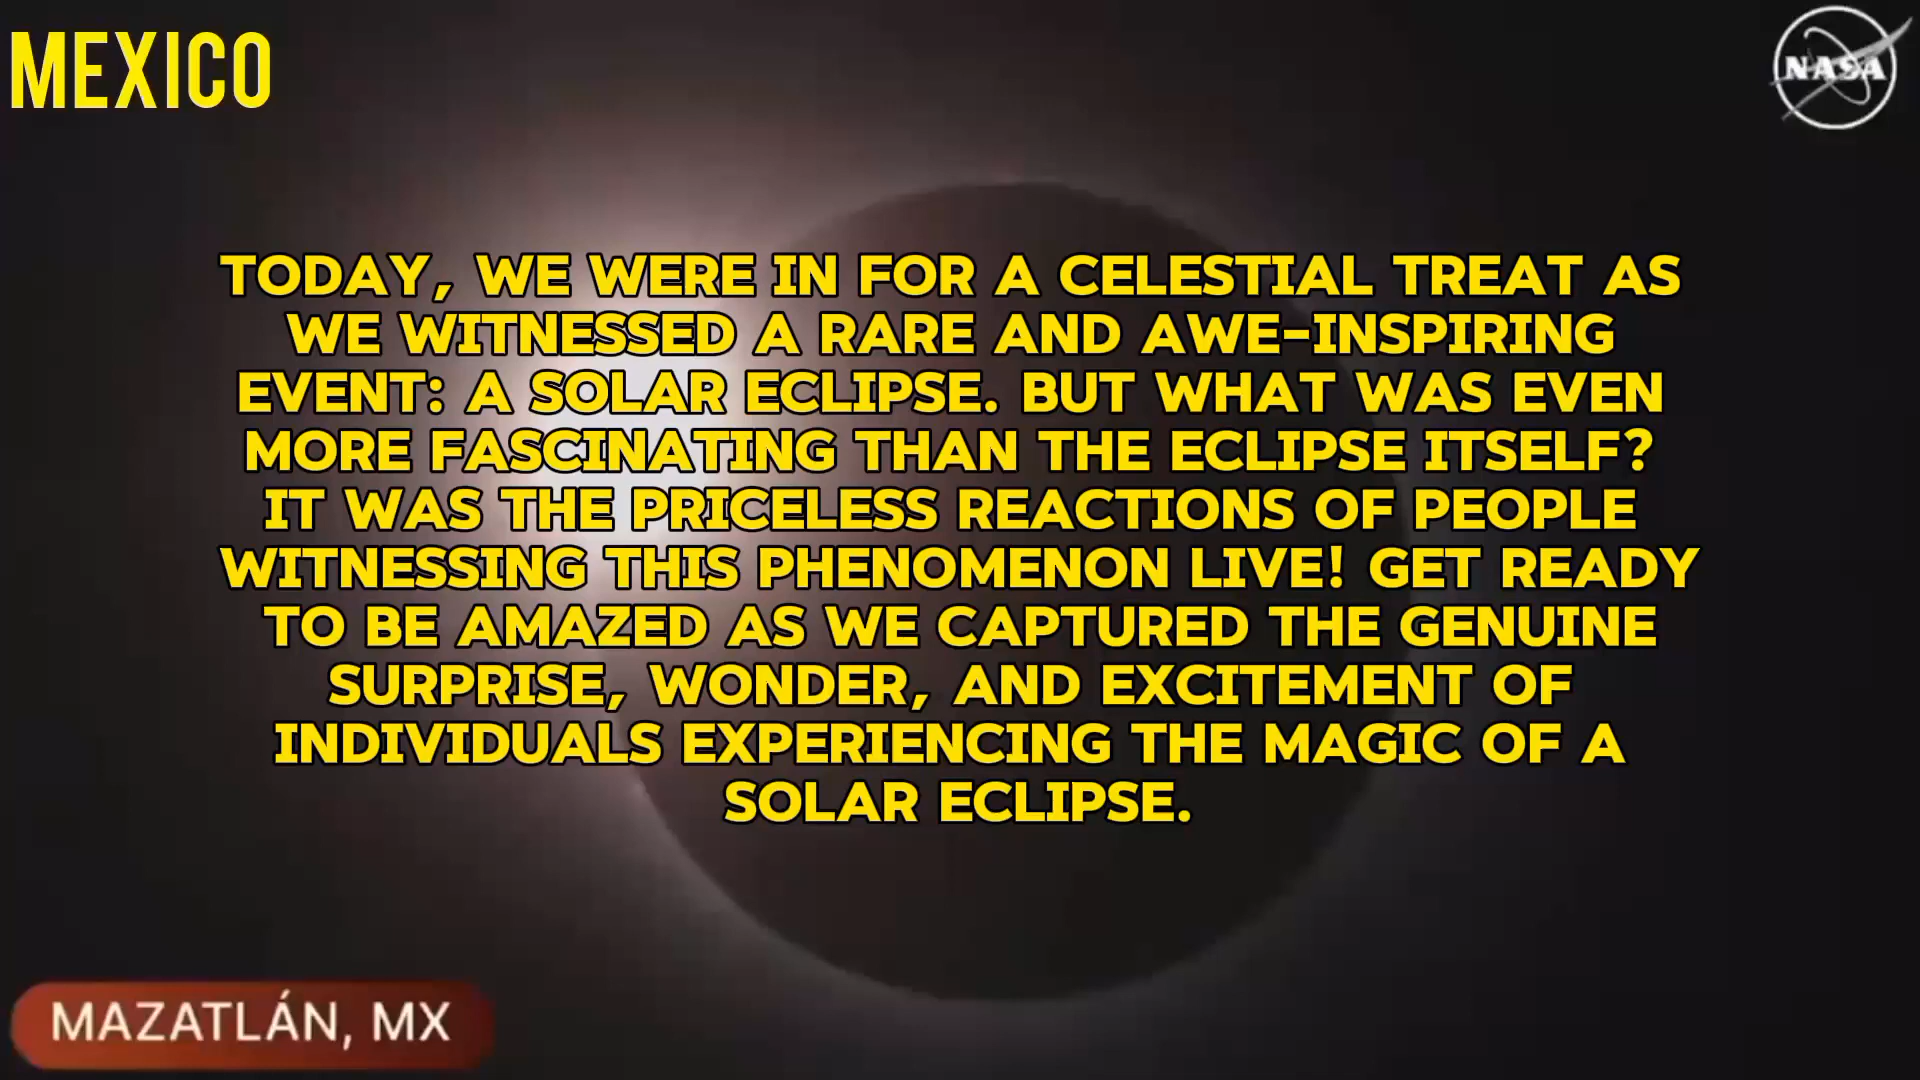 MEXICO
NASA
TODAY, WE WERE IN FOR A CELESTIAL TREAT AS
WE WITNESSED A RARE AND AWE-INSPIRING
EVENT: A SOLAR ECLIPSE. BUT WHAT WAS EVEN
MORE FASCINATING THAN THE ECLIPSE ITSELF?
IT WAS THE PRICELESS REACTIONS OF PEOPLE
WITNESSING THIS PHENOMENON LIVE! GET READY
TO BE AMAZED AS WE CAPTURED THE GENUINE
SURPRISE, WONDER, AND EXCITEMENT OF
INDIVIDUALS EXPERIENCING THE MAGIC OF A
SOLAR ECLIPSE.
MAZATLÁN, MX